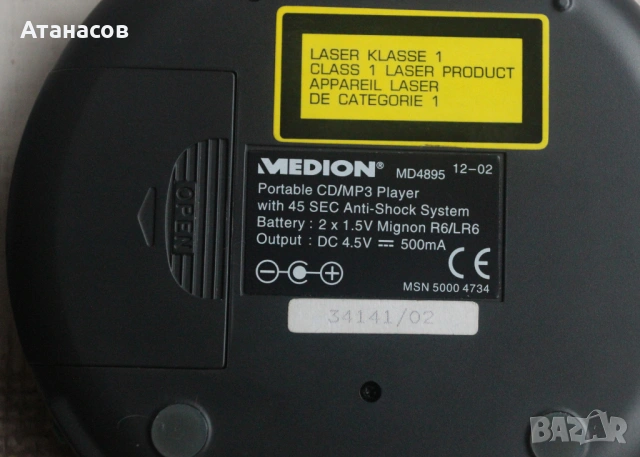 Атанасов
LASER KLASSE 1
CLASS 1 LASER PRODUCT
APPAREIL LASER
DE CATEGORIE 1
MEDION® MD4895 12-02
Portable CD/MP3 Player
with 45 SEC Anti-Shock System
Battery : 2 x 1.5V Mignon R6/LR6
Output : DC 4.5V ⎓ 500mA
CE
MSN 5000 4734
34141/02
OPEN
BAZAR